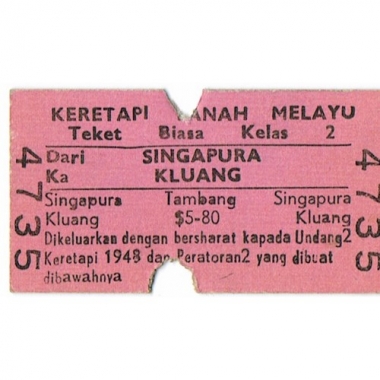 KERETAPI ANAH MELAYU
Teket Biasa Kelas 2
4735
Dari SINGAPURA
Ka KLUANG
Singapura Tambang Singapura
Kluang $5-80 Kluang
Dikeluarkan dengan bersharat kapada Undang2
Keretapi 1948 dan Peratoran2 yang dibuat
dibawahnya
4735